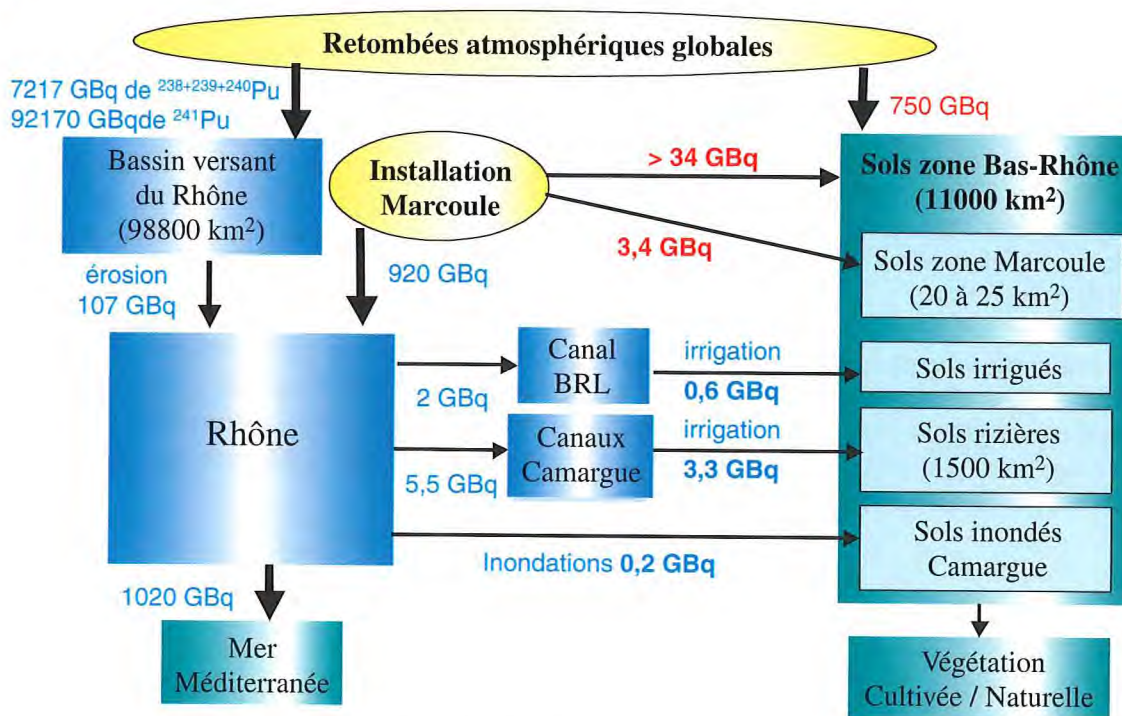 Retombées atmosphériques globales
7217 GBq de ²³⁸⁺²³⁹⁺²⁴⁰Pu
92170 GBqde ²⁴¹Pu
750 GBq
Bassin versant
du Rhône
(98800 km²)
Installation
Marcoule
> 34 GBq
3,4 GBq
Sols zone Bas-Rhône
(11000 km²)
Sols zone Marcoule
(20 à 25 km²)
érosion
107 GBq
920 GBq
Rhône
2 GBq
Canal
BRL
irrigation
0,6 GBq
Sols irrigués
5,5 GBq
Canaux
Camargue
irrigation
3,3 GBq
Sols rizières
(1500 km²)
Inondations 0,2 GBq
Sols inondés
Camargue
1020 GBq
Mer
Méditerranée
Végétation
Cultivée / Naturelle